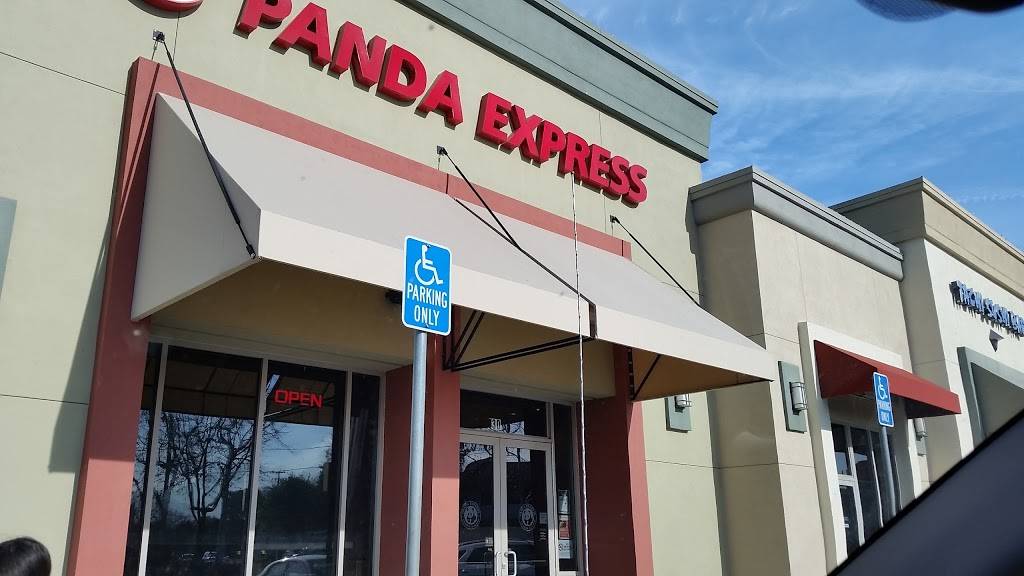 PANDA EXPRESS
PARKING
ONLY
OPEN